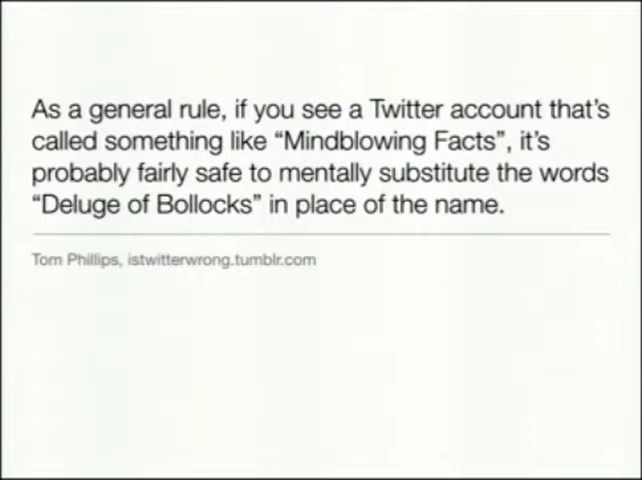 As a general rule, if you see a Twitter account that’s
called something like “Mindblowing Facts”, it’s
probably fairly safe to mentally substitute the words
“Deluge of Bollocks” in place of the name.
Tom Phillips, istwitterwrong.tumblr.com